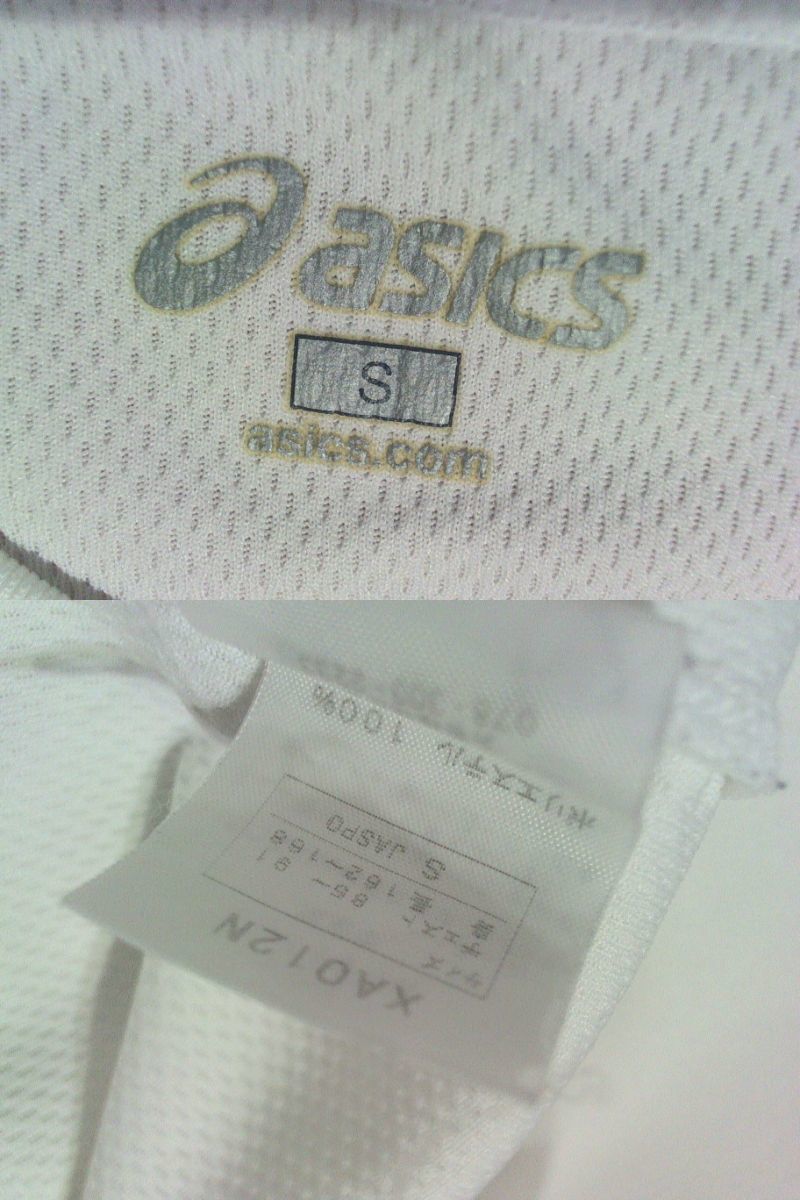 asics
S
asics.com
XA012N
サイズ
チェスト 85～91
身長 162～168
S JASPO
ポリエステル 100%